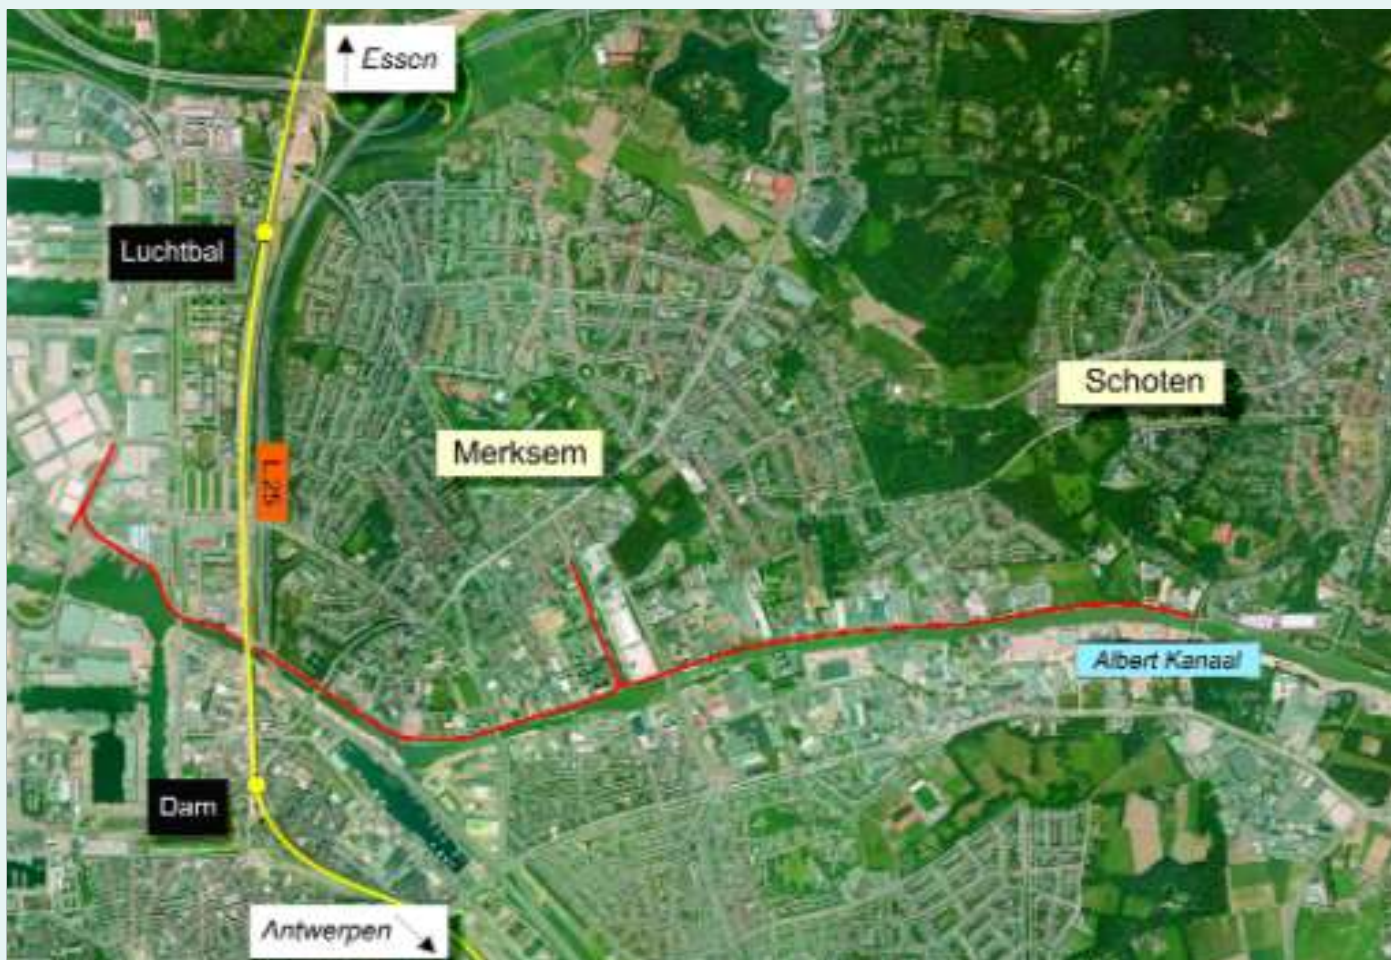 Essen
Luchtbal
Schoten
Merksem
L 25
Albert Kanaal
Dam
Antwerpen